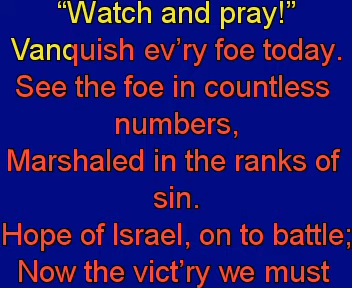 “Watch and pray!”
Vanquish ev’ry foe today.
See the foe in countless
numbers,
Marshaled in the ranks of
sin.
Hope of Israel, on to battle;
Now the vict’ry we must